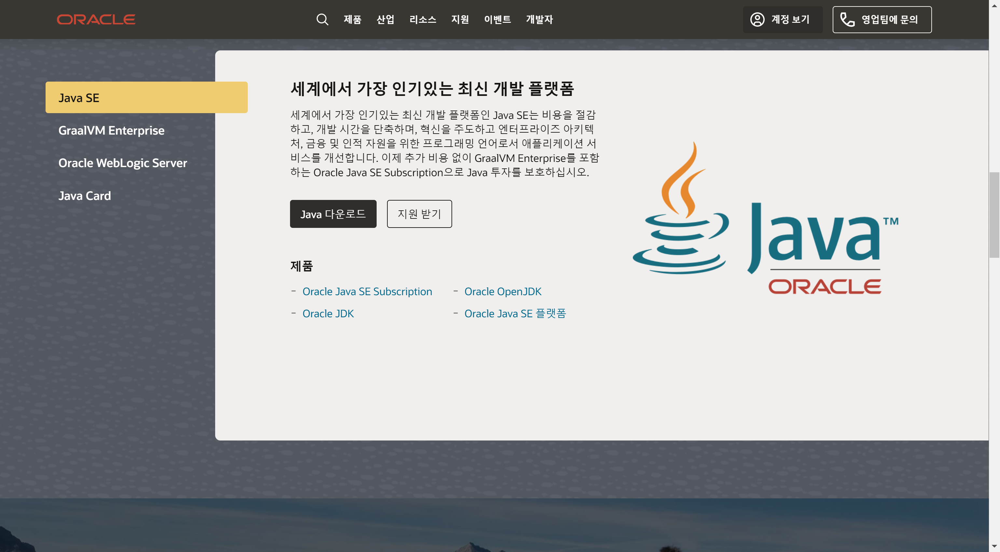 ORACLE
제품 산업 리소스 지원 이벤트 개발자
계정 보기
영업팀에 문의
Java SE
GraalVM Enterprise
Oracle WebLogic Server
Java Card
세계에서 가장 인기있는 최신 개발 플랫폼
세계에서 가장 인기있는 최신 개발 플랫폼인 Java SE는 비용을 절감
하고, 개발 시간을 단축하며, 혁신을 주도하고 엔터프라이즈 아키텍
처, 금융 및 인적 자원을 위한 프로그래밍 언어로서 애플리케이션 서
비스를 개선합니다. 이제 추가 비용 없이 GraalVM Enterprise를 포함
하는 Oracle Java SE Subscription으로 Java 투자를 보호하십시오.
Java 다운로드
지원 받기
제품
- Oracle Java SE Subscription
- Oracle OpenJDK
- Oracle JDK
- Oracle Java SE 플랫폼
Java™
ORACLE